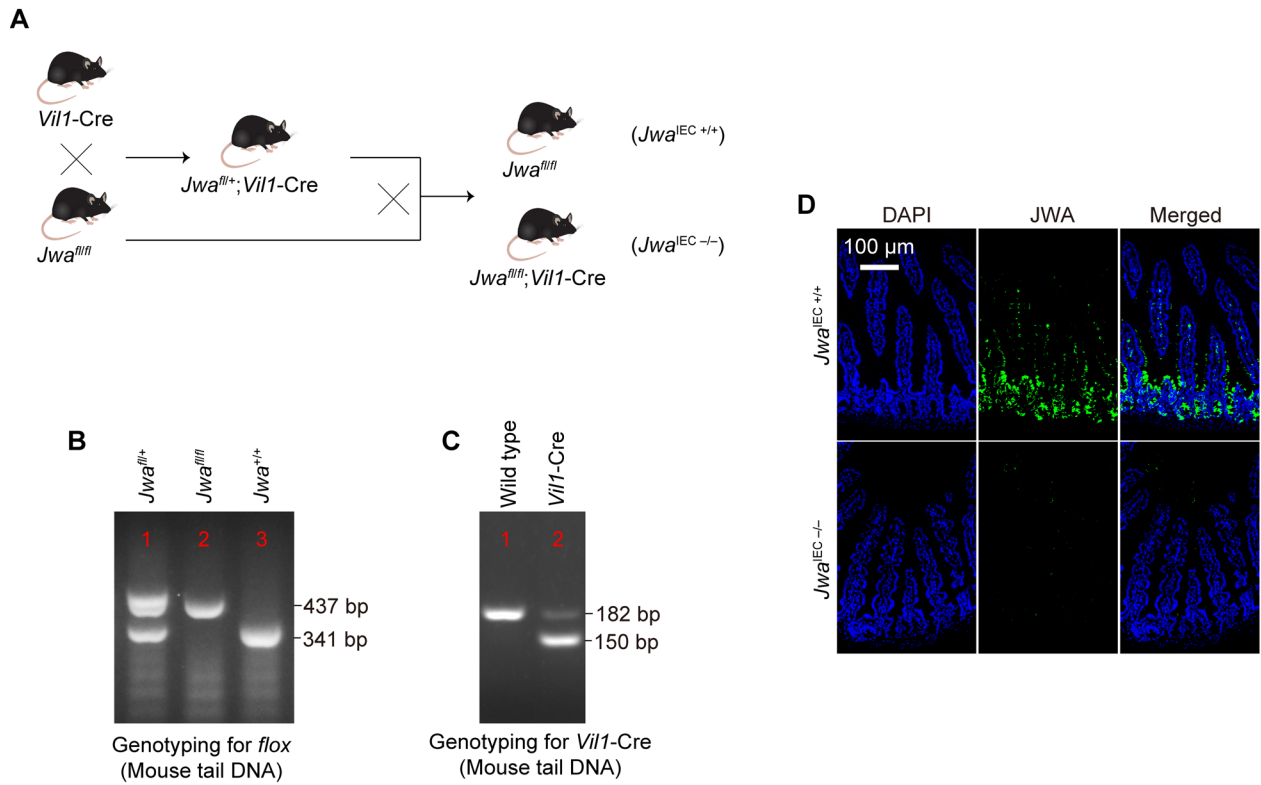 A
Vil1-Cre
Jwafl/fl
Jwafl/+;Vil1-Cre
Jwafl/fl
(JwaIEC +/+)
Jwafl/fl;Vil1-Cre
(JwaIEC –/–)
B
Jwafl/+
Jwafl/fl
Jwa+/+
1
2
3
437 bp
341 bp
Genotyping for flox
(Mouse tail DNA)
C
Wild type
Vil1-Cre
1
2
182 bp
150 bp
Genotyping for Vil1-Cre
(Mouse tail DNA)
D
DAPI
JWA
Merged
100 μm
JwaIEC +/+
JwaIEC –/–